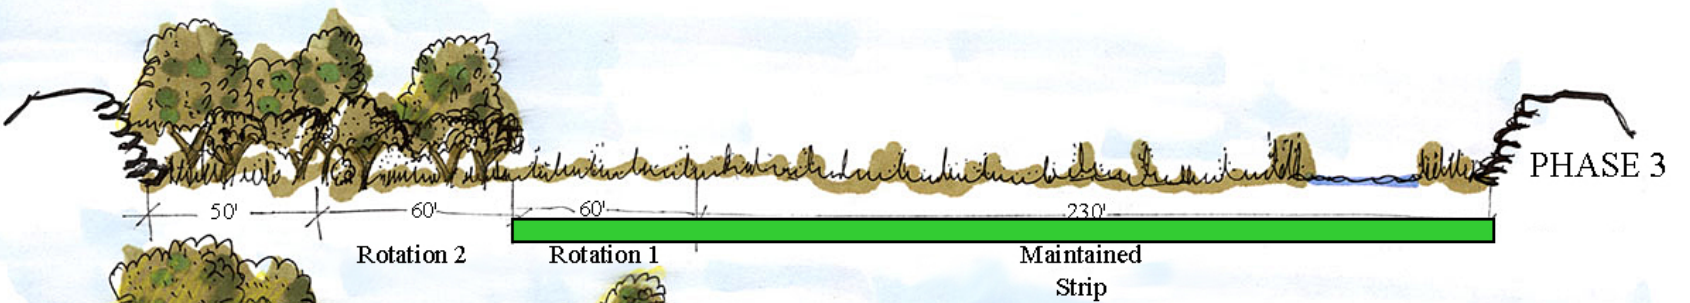 PHASE 3
50' 60' 60' 230'
Rotation 2 Rotation 1 Maintained
Strip